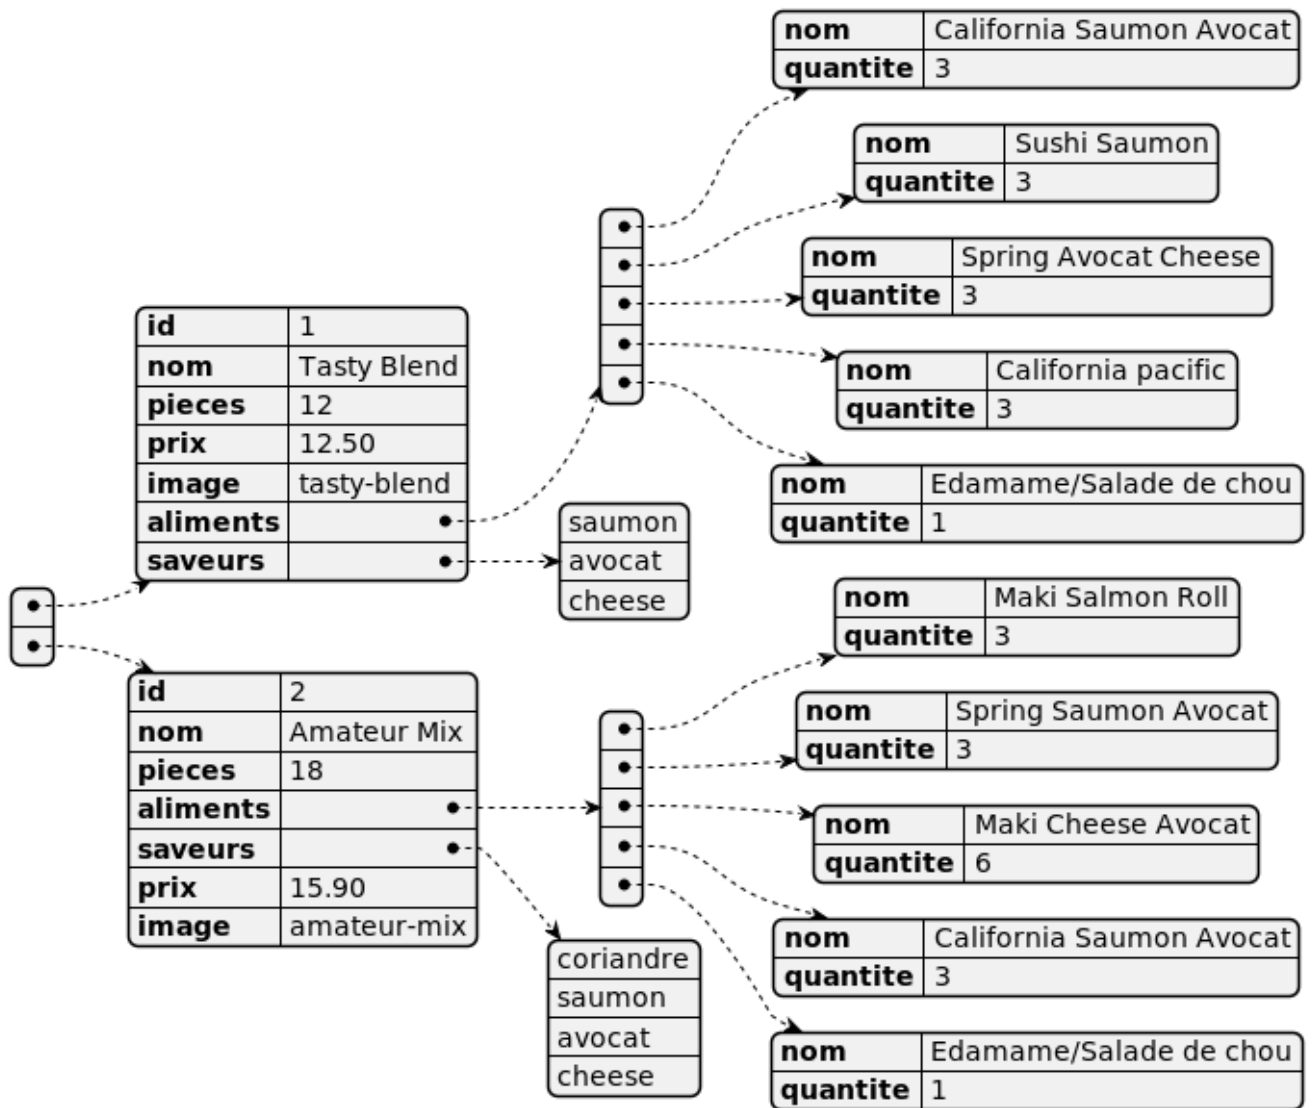 id 1
nom Tasty Blend
pieces 12
prix 12.50
image tasty-blend
aliments
saveurs
nom California Saumon Avocat
quantite 3
nom Sushi Saumon
quantite 3
nom Spring Avocat Cheese
quantite 3
nom California pacific
quantite 3
nom Edamame/Salade de chou
quantite 1
saumon
avocat
cheese
id 2
nom Amateur Mix
pieces 18
aliments
saveurs
prix 15.90
image amateur-mix
nom Maki Salmon Roll
quantite 3
nom Spring Saumon Avocat
quantite 3
nom Maki Cheese Avocat
quantite 6
nom California Saumon Avocat
quantite 3
nom Edamame/Salade de chou
quantite 1
coriandre
saumon
avocat
cheese